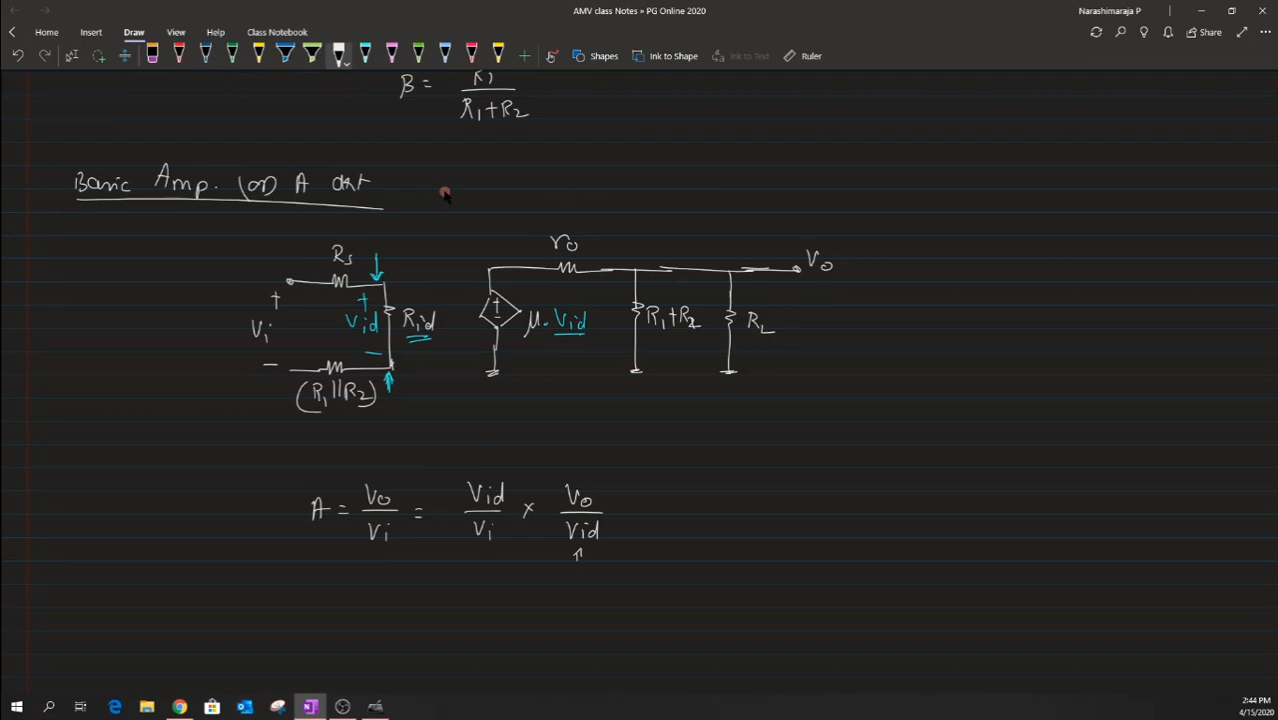 AMV class Notes » PG Online 2020
Narashimaraja P
Home Insert Draw View Help Class Notebook
Shapes Ink to Shape Ink to Text Ruler Share
β = R1
R1+R2
Basic Amp. (or) A ckt
Rs
ro
Vo
+
+
+
Vi
Vid
Rid
-
μ. Vid
R1+R2
RL
-
-
(R1||R2)
A = Vo/Vi = Vid/Vi × Vo/Vid
↑
2:44 PM
4/15/2020